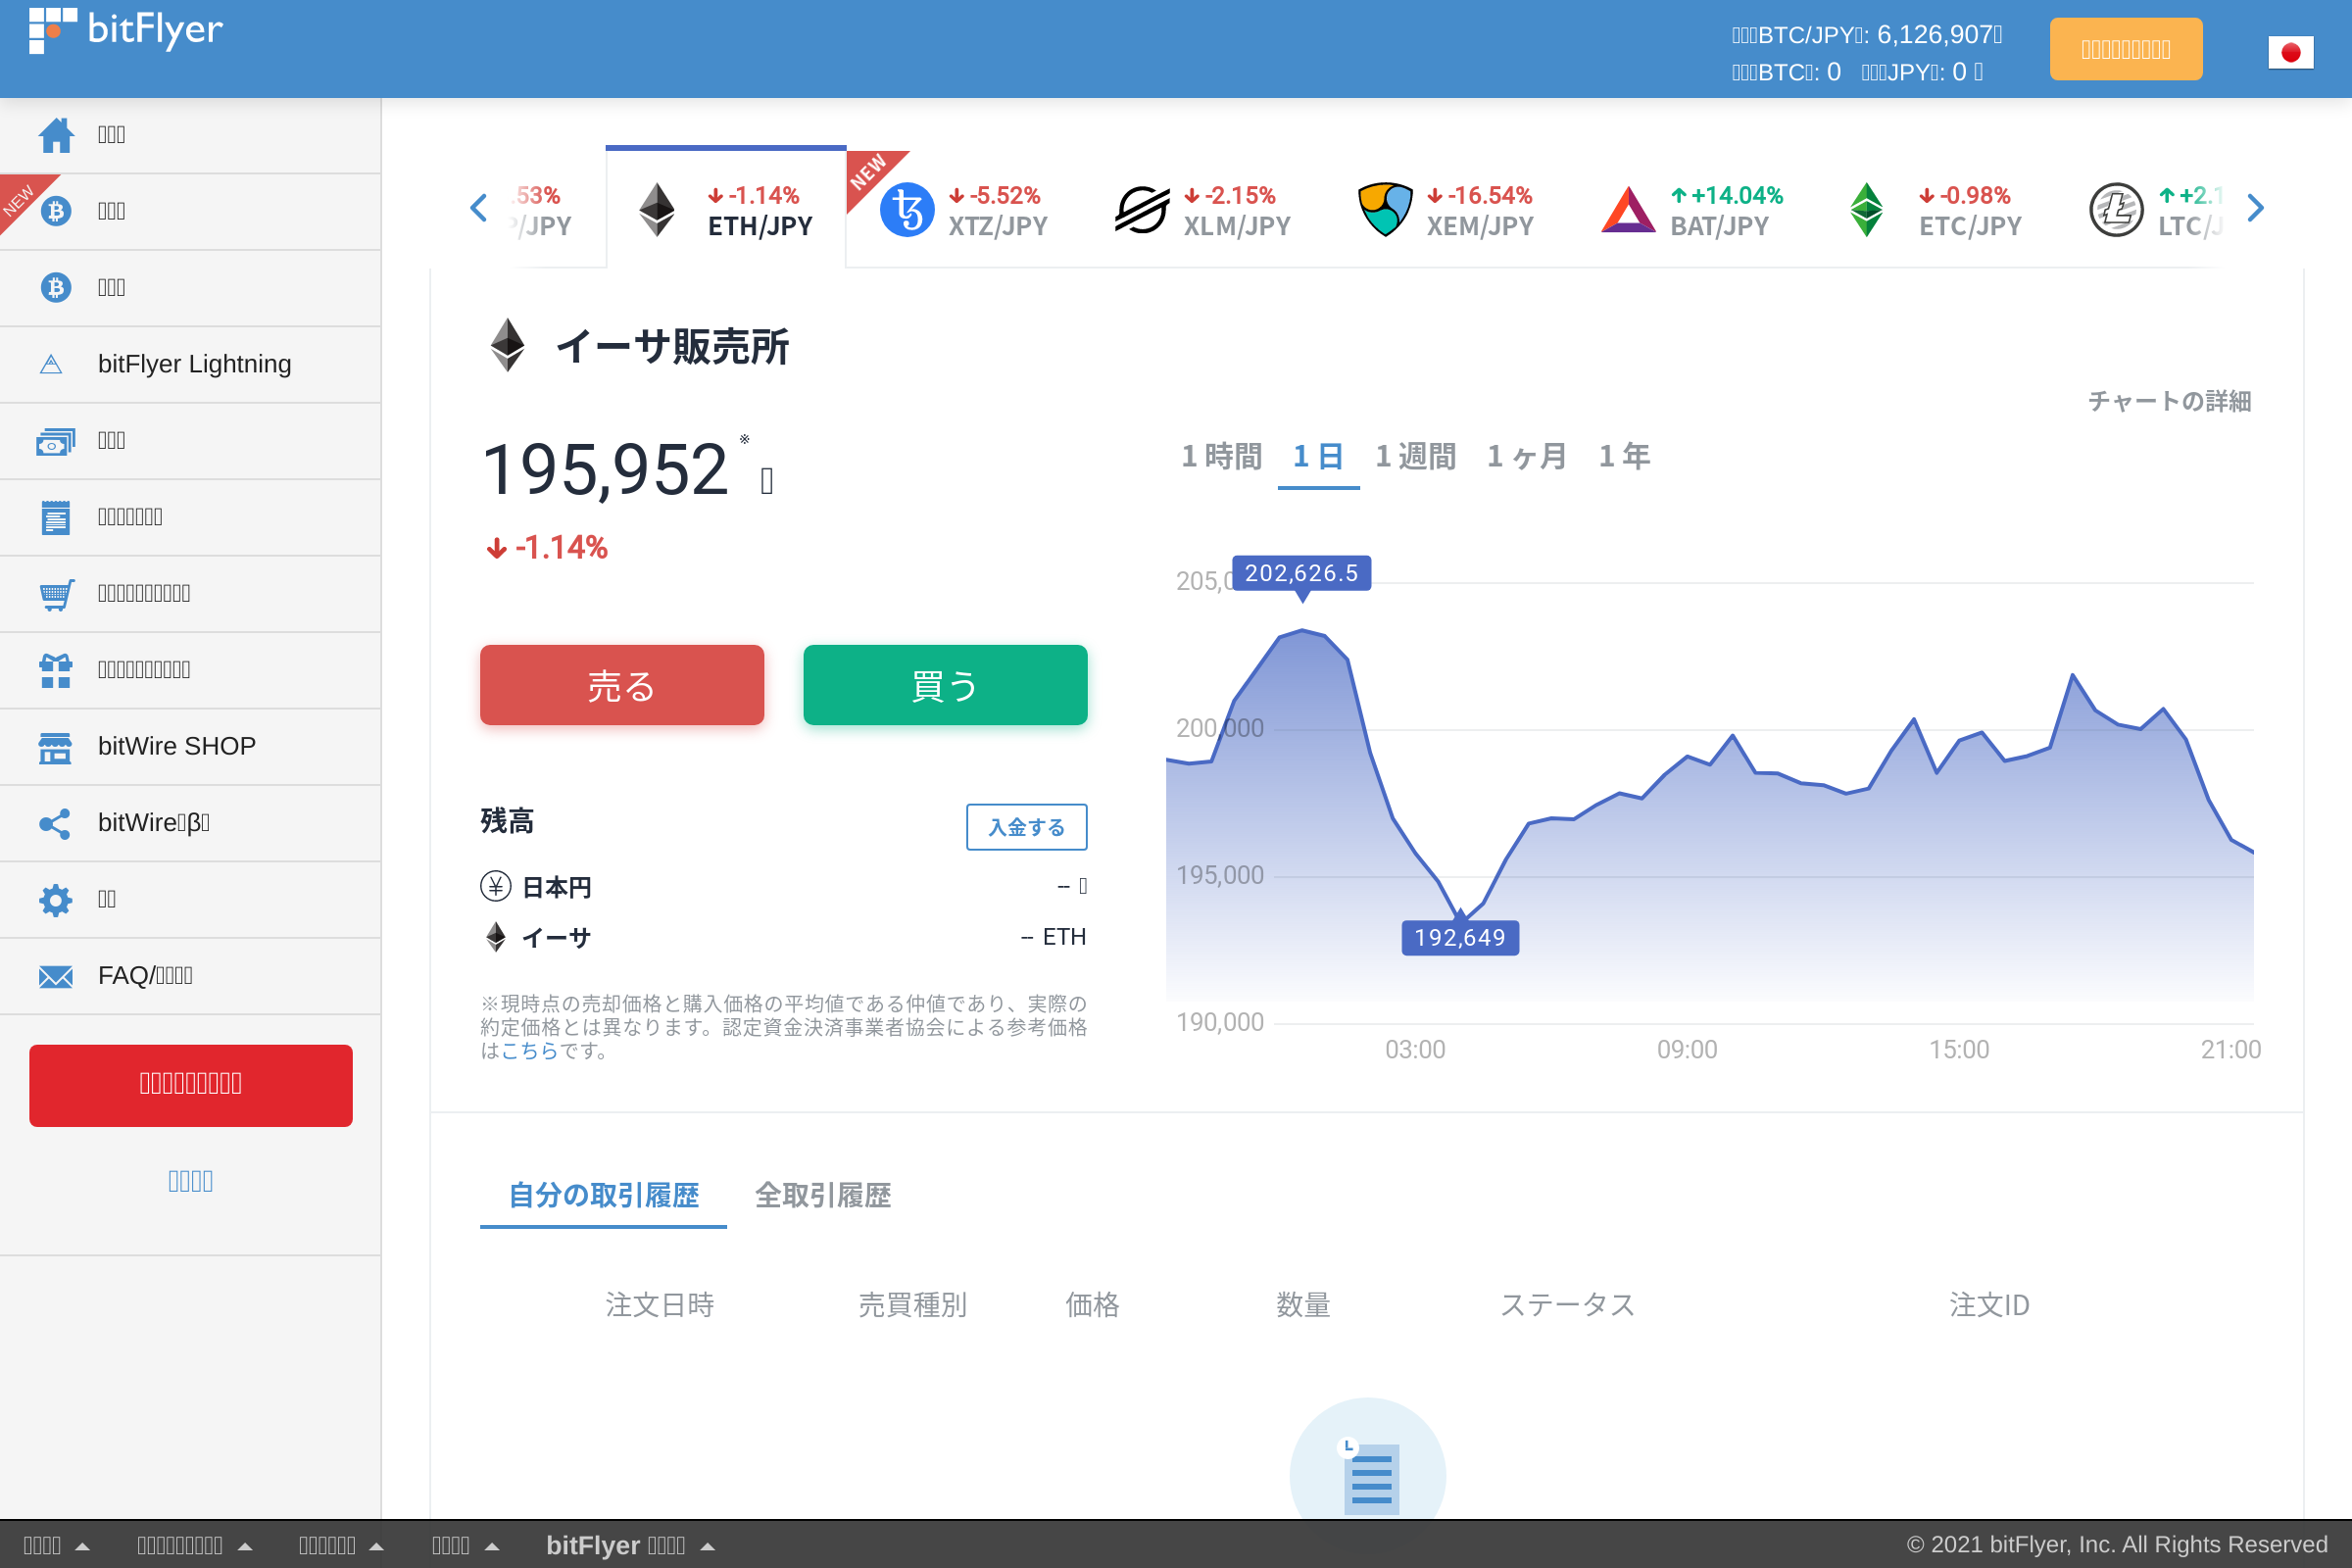 bitFlyer
BTC/JPY: 6,126,907
BTC: 0 JPY: 0
NEW
bitFlyer Lightning
bitWire SHOP
bitWire β
FAQ/
.53%
/JPY
-1.14%
ETH/JPY
NEW
-5.52%
XTZ/JPY
-2.15%
XLM/JPY
-16.54%
XEM/JPY
+14.04%
BAT/JPY
-0.98%
ETC/JPY
+2.1
LTC/J
イーサ販売所
チャートの詳細
195,952 ※
-1.14%
1 時間 1 日 1 週間 1 ヶ月 1 年
売る 買う
残高 入金する
日本円 --
イーサ -- ETH
※現時点の売却価格と購入価格の平均値である仲値であり、実際の
約定価格とは異なります。認定資金決済事業者協会による参考価格
はこちらです。
205,0
202,626.5
200,000
195,000
192,649
190,000
03:00 09:00 15:00 21:00
自分の取引履歴 全取引履歴
注文日時 売買種別 価格 数量 ステータス 注文ID
bitFlyer
© 2021 bitFlyer, Inc. All Rights Reserved